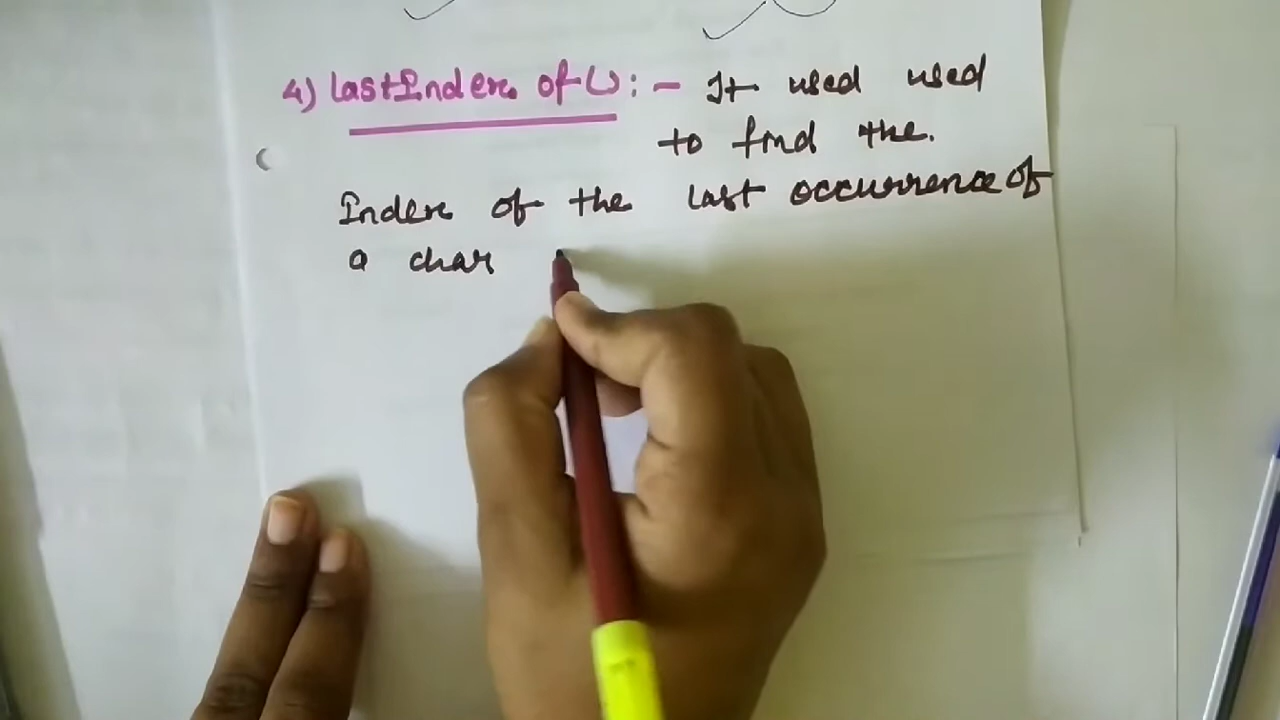 4) lastIndex of() : - It used used
to find the.
Index of the last occurrence of
a char